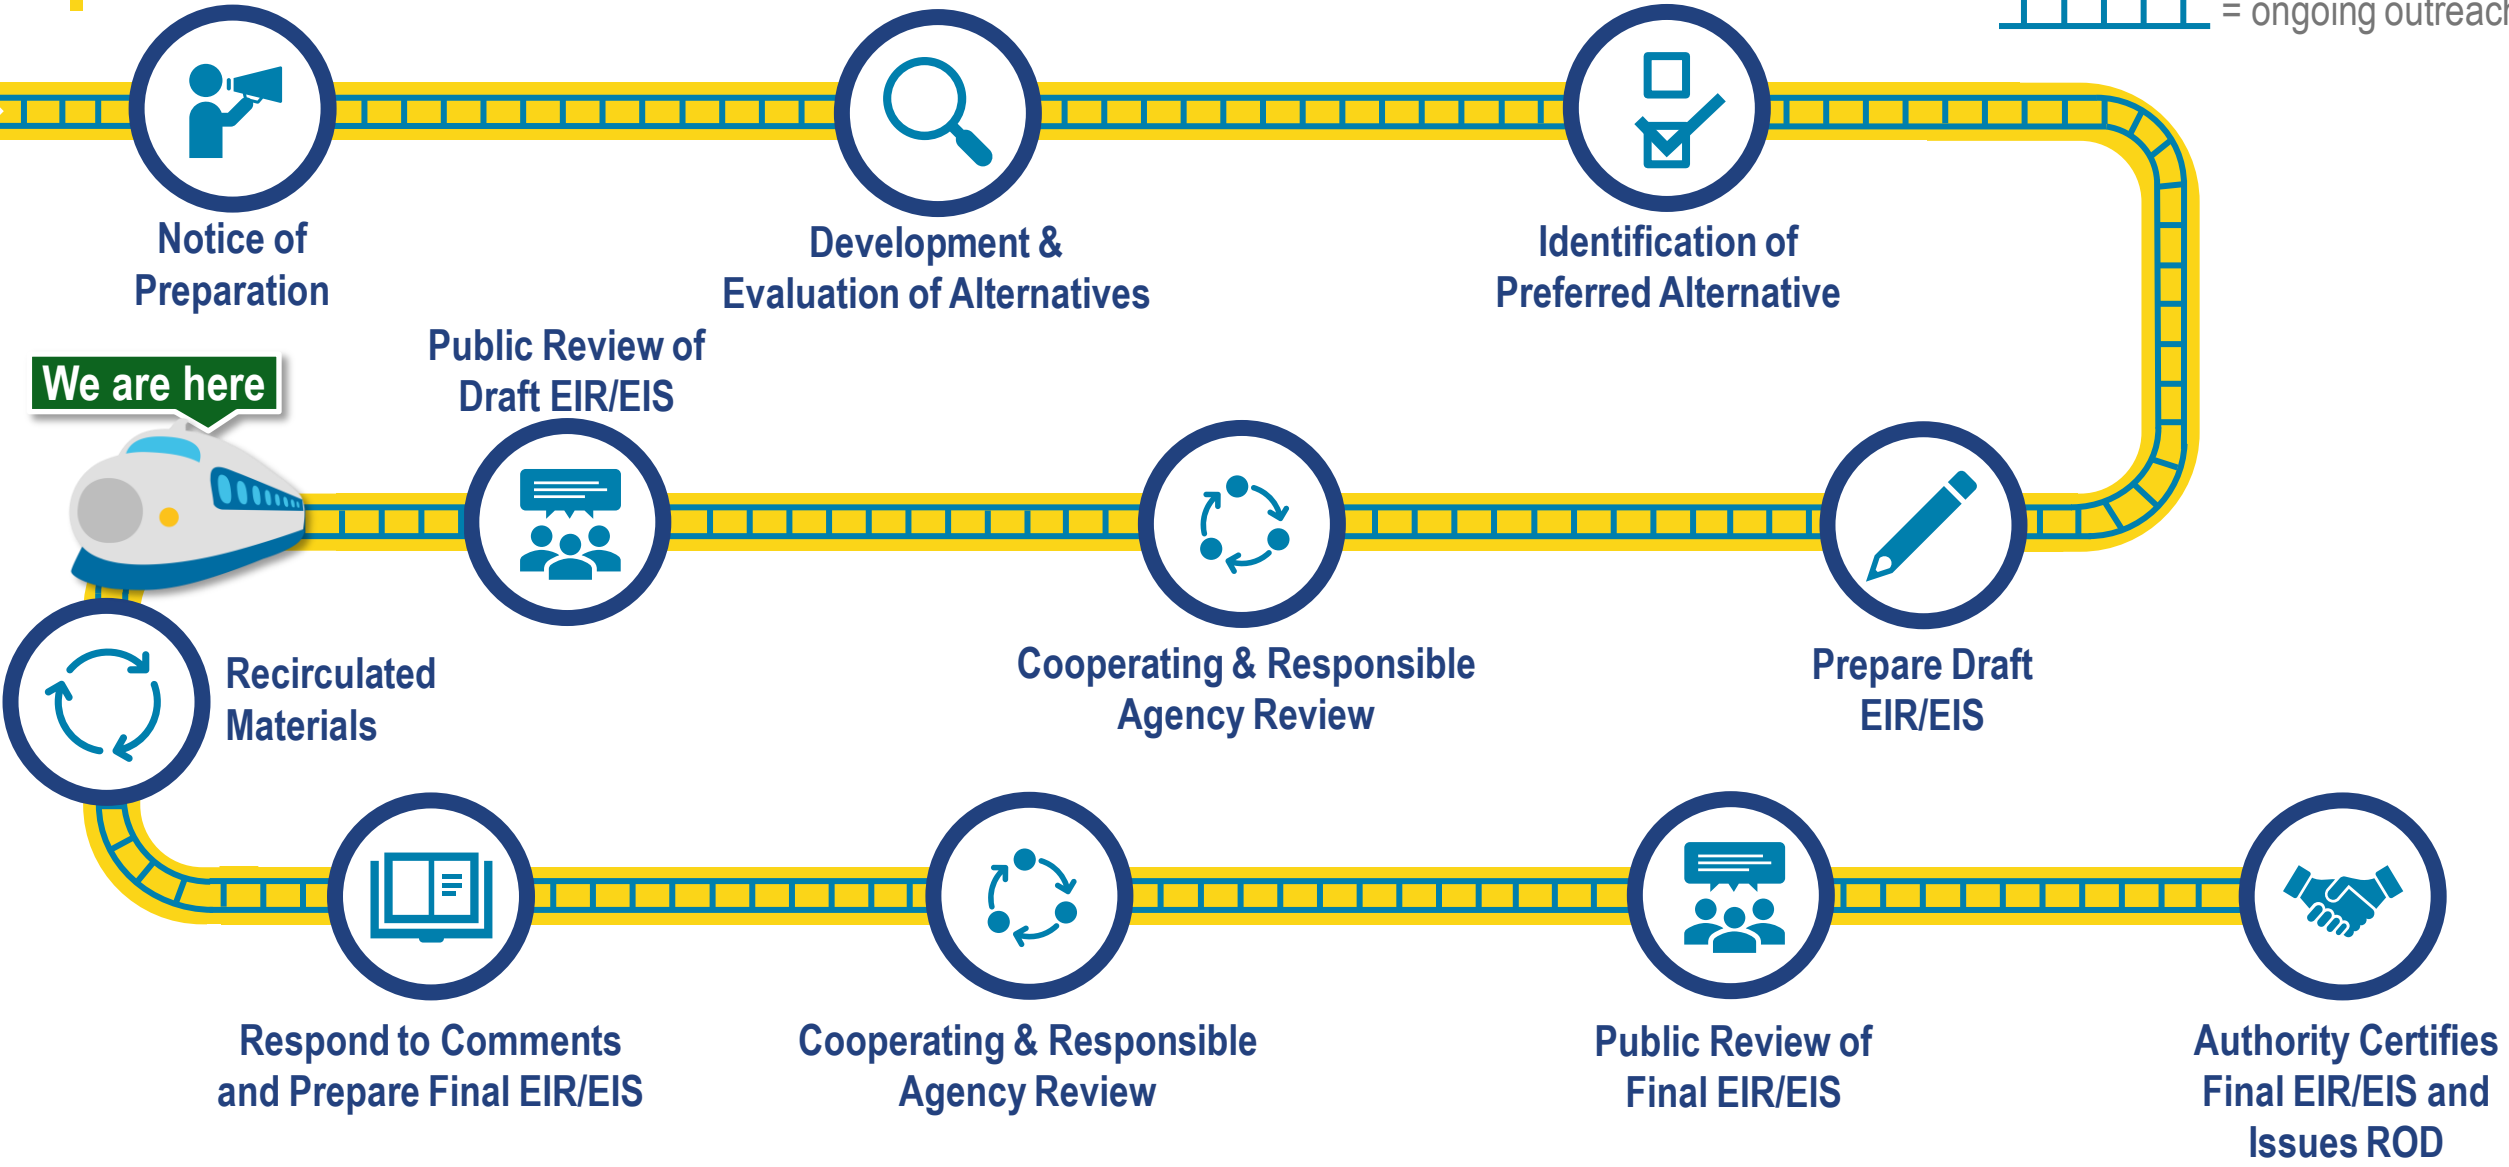 = ongoing outreach
Notice of
Preparation
Development &
Evaluation of Alternatives
Identification of
Preferred Alternative
We are here
Public Review of
Draft EIR/EIS
Cooperating & Responsible
Agency Review
Prepare Draft
EIR/EIS
Recirculated
Materials
Respond to Comments
and Prepare Final EIR/EIS
Cooperating & Responsible
Agency Review
Public Review of
Final EIR/EIS
Authority Certifies
Final EIR/EIS and
Issues ROD